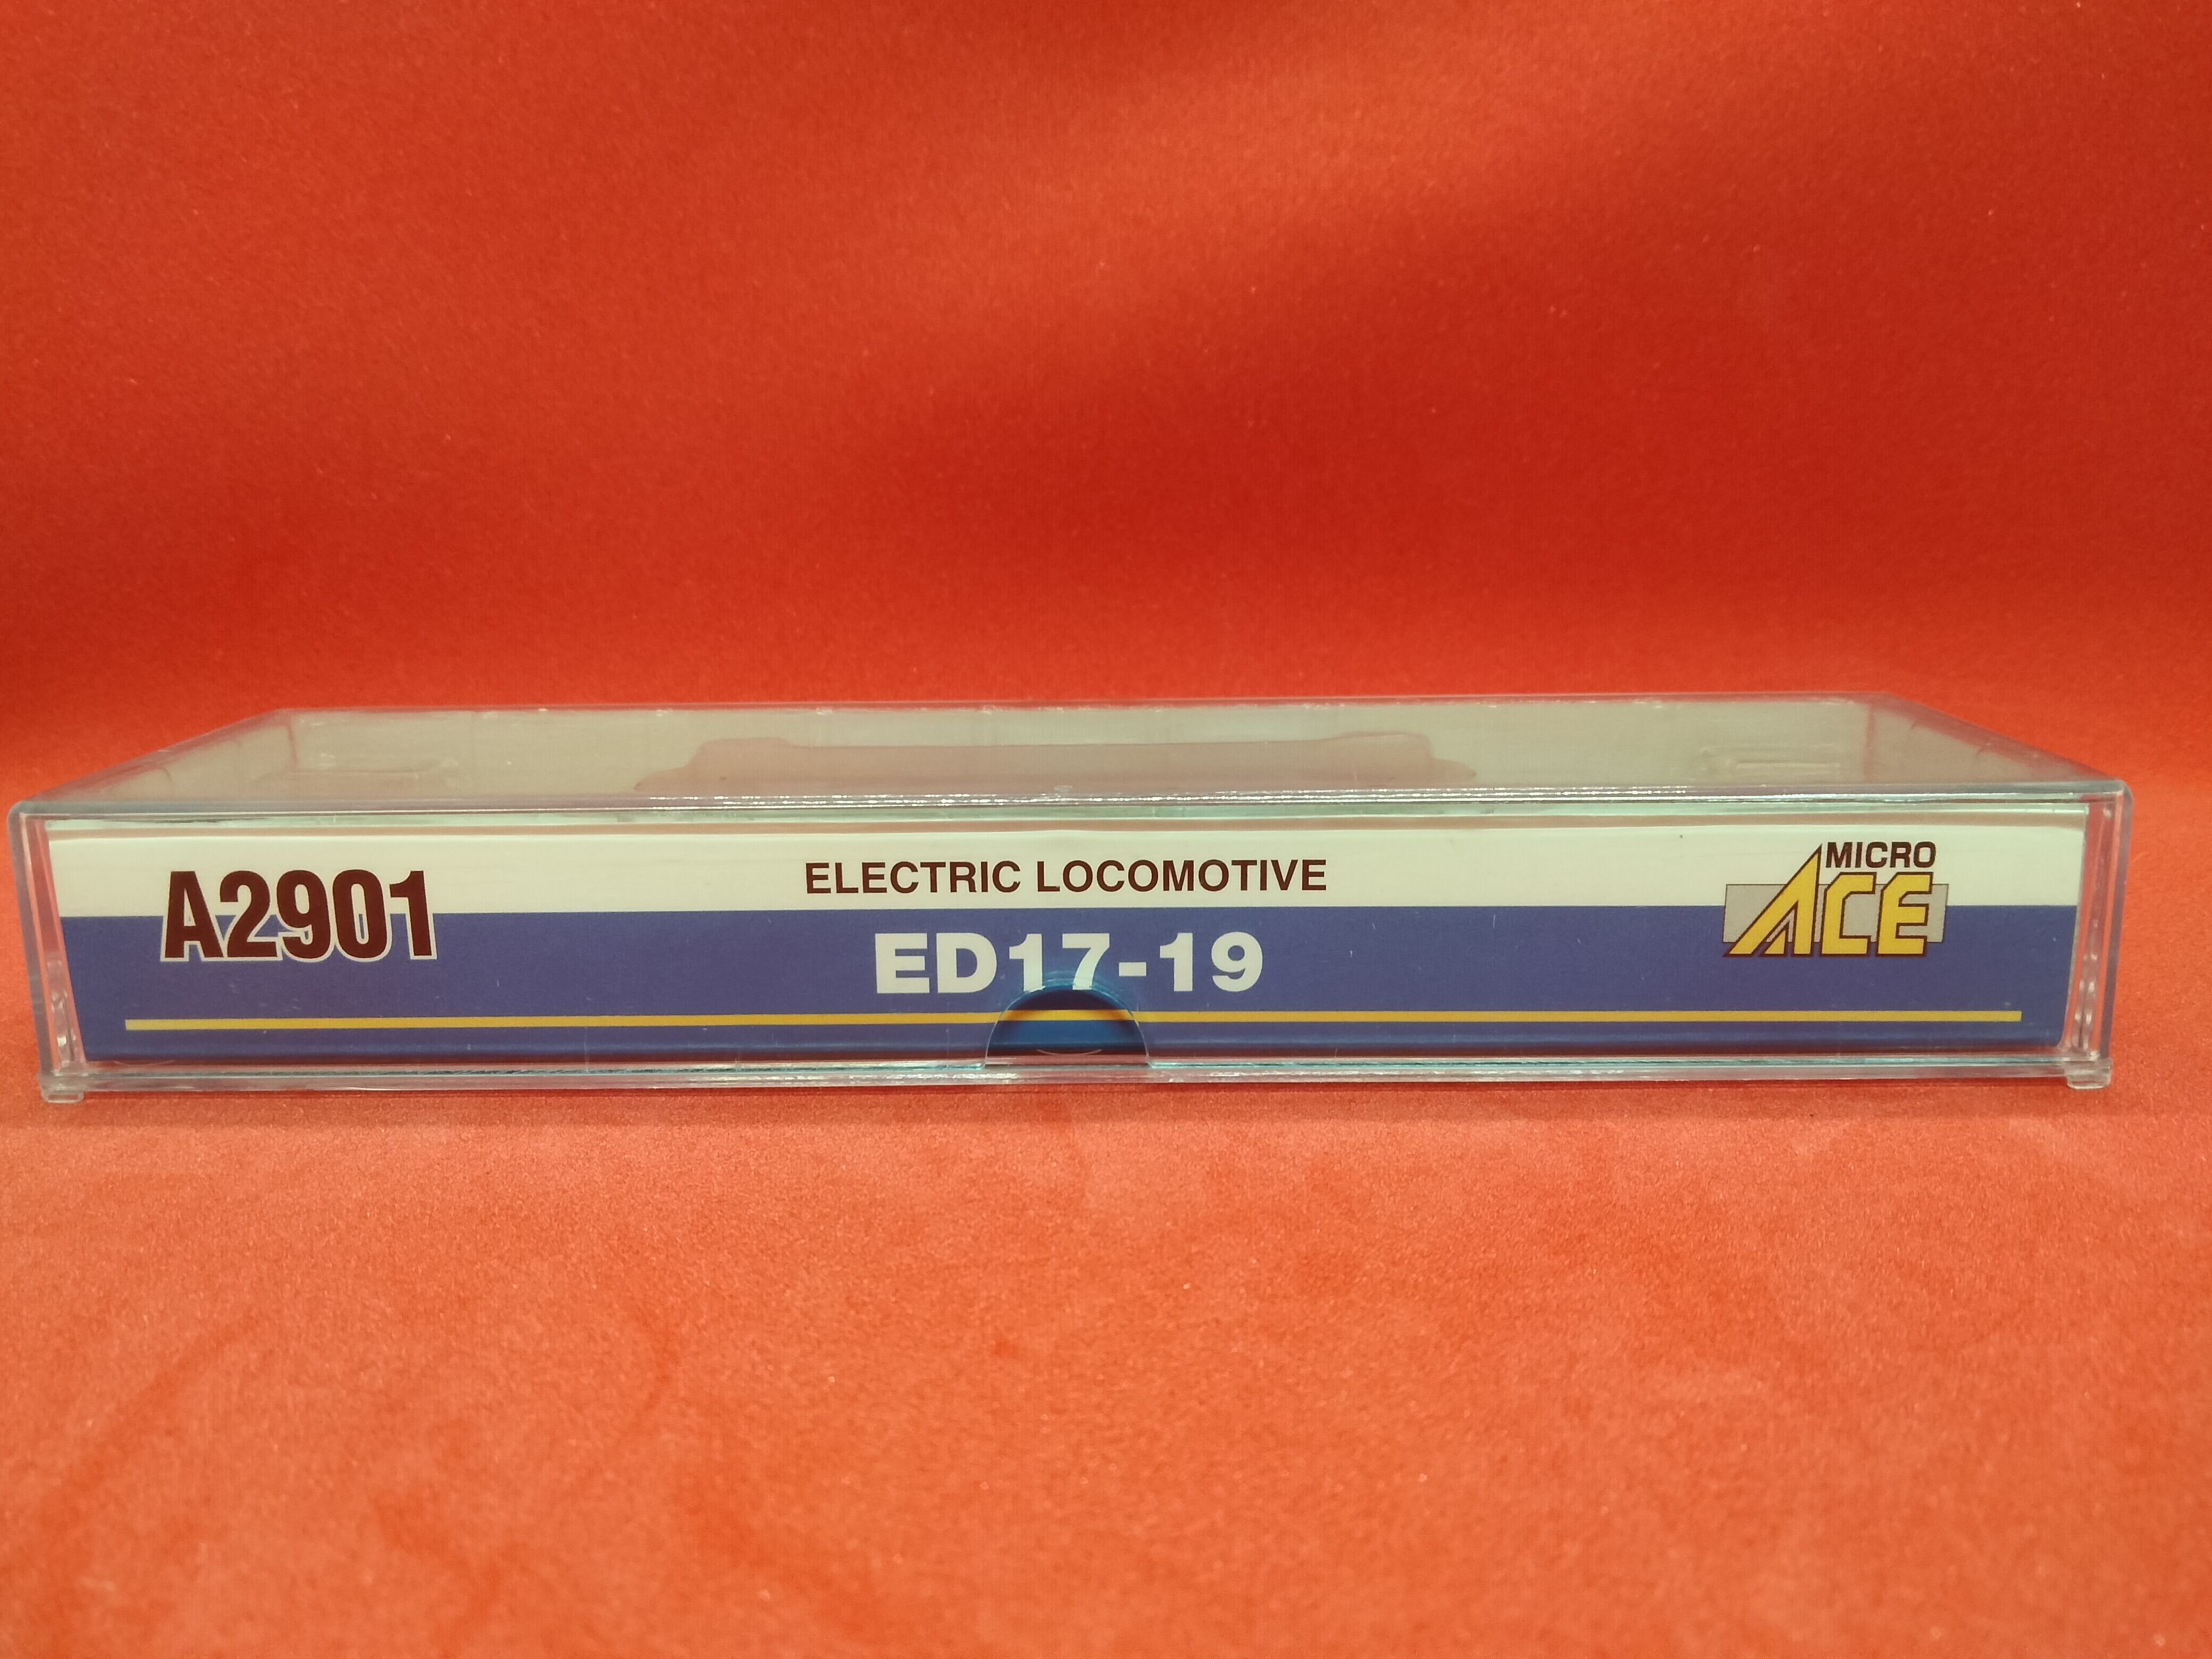 A2901
ELECTRIC LOCOMOTIVE
ED17-19
MICRO
ACE